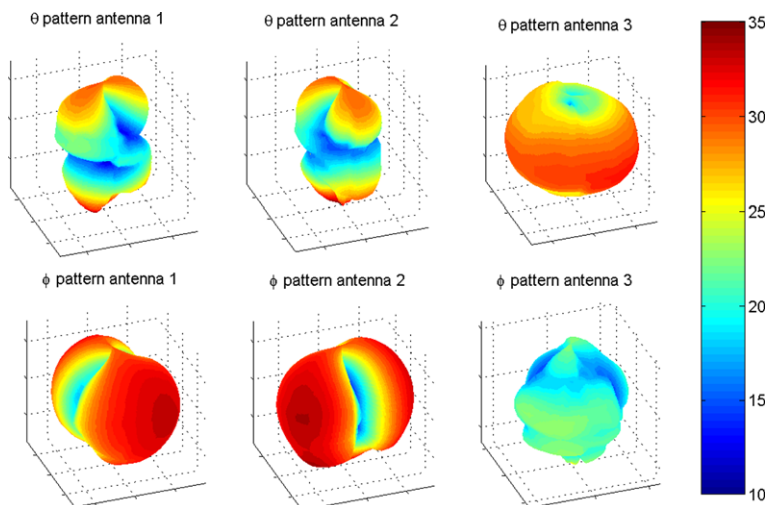 θ pattern antenna 1
θ pattern antenna 2
θ pattern antenna 3
ϕ pattern antenna 1
ϕ pattern antenna 2
ϕ pattern antenna 3
35
30
25
20
15
10